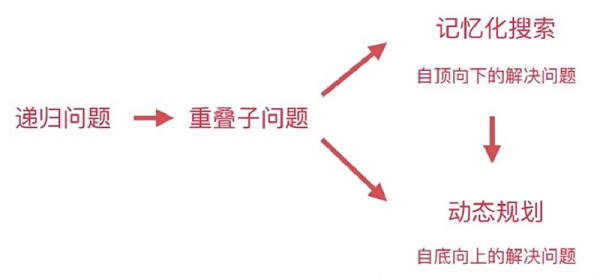 记忆化搜索
自顶向下的解决问题
递归问题
重叠子问题
动态规划
自底向上的解决问题